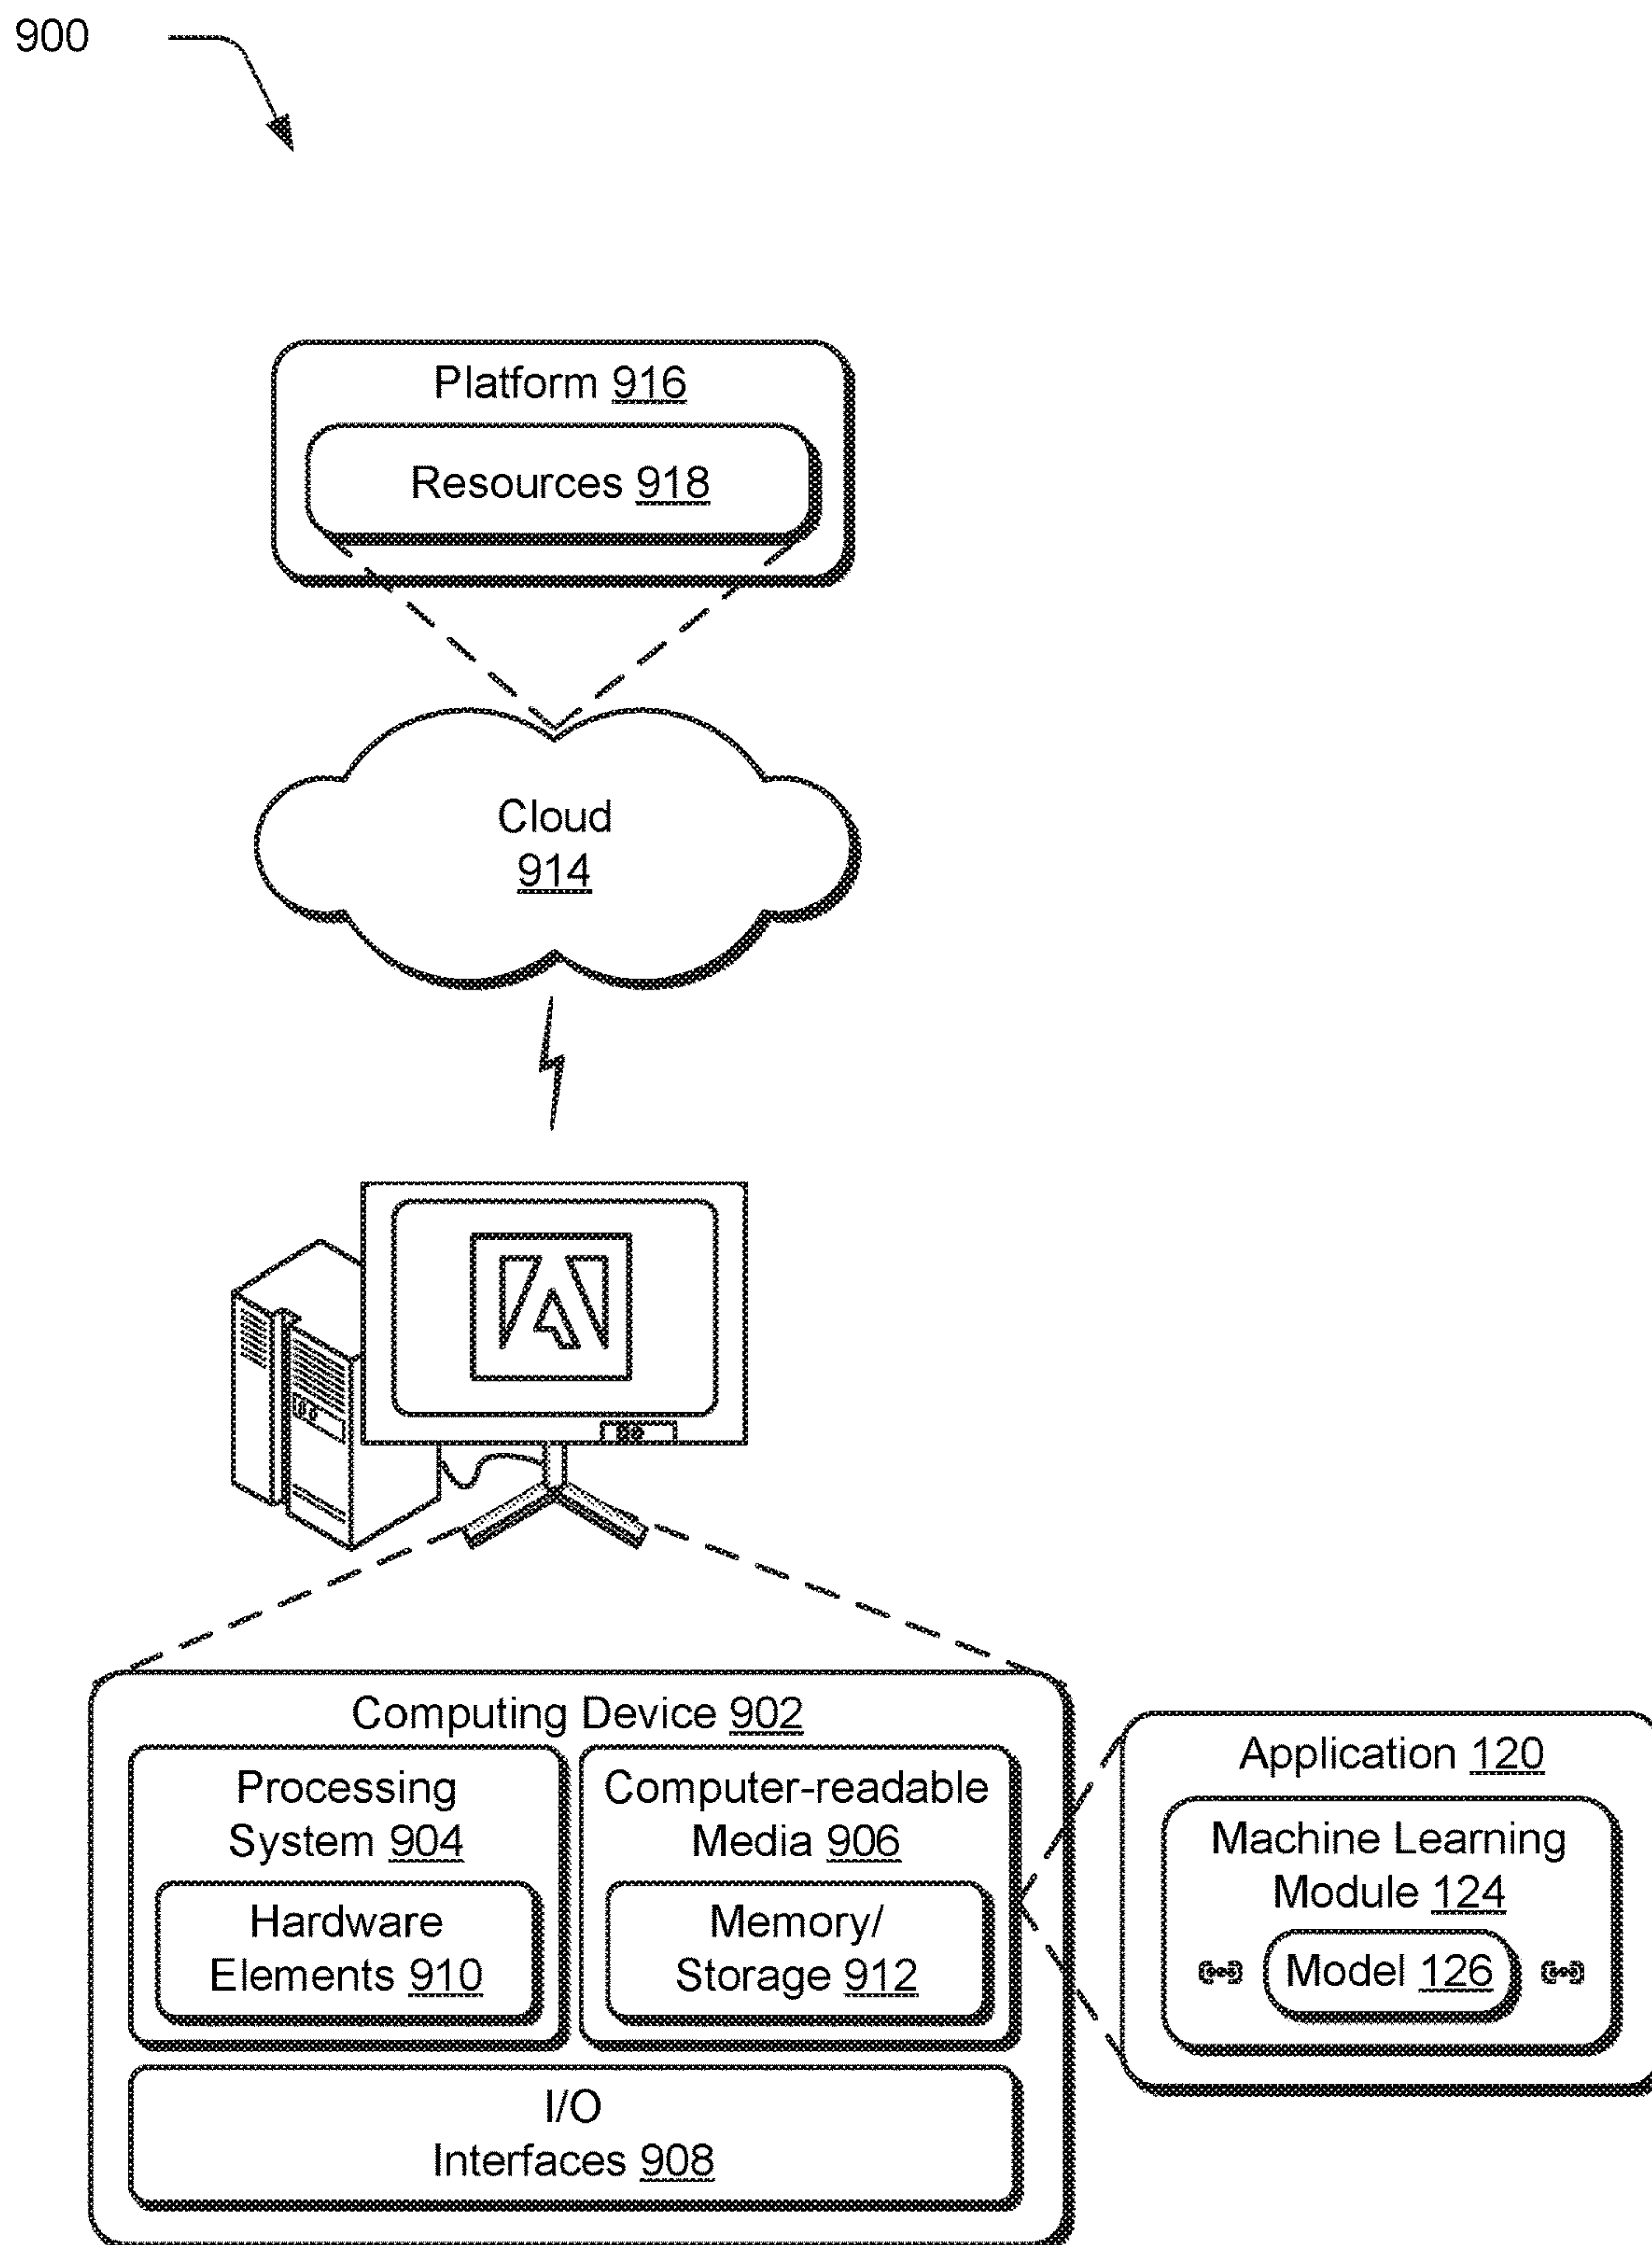 900
Platform 916
Resources 918
Cloud
914
Computing Device 902
Processing
System 904
Hardware
Elements 910
Computer-readable
Media 906
Memory/
Storage 912
I/O
Interfaces 908
Application 120
Machine Learning
Module 124
Model 126